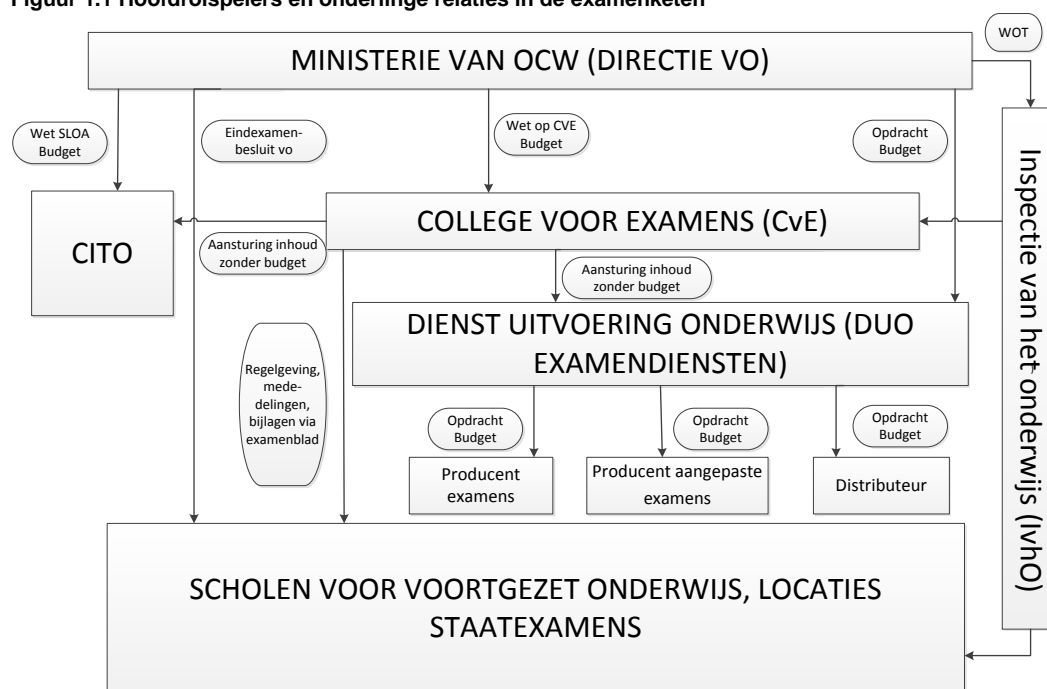 Figuur 1.1 Hoofdrolspelers en onderlinge relaties in de examenketen
WOT
MINISTERIE VAN OCW (DIRECTIE VO)
Wet SLOA
Budget
Eindexamen-
besluit vo
Wet op CVE
Budget
Opdracht
Budget
Inspectie van het onderwijs (IvhO)
CITO
COLLEGE VOOR EXAMENS (CvE)
Aansturing inhoud
zonder budget
Aansturing inhoud
zonder budget
DIENST UITVOERING ONDERWIJS (DUO
EXAMENDIENSTEN)
Regelgeving,
mede-
delingen,
bijlagen via
examenblad
Opdracht
Budget
Opdracht
Budget
Opdracht
Budget
Producent
examens
Producent aangepaste
examens
Distributeur
SCHOLEN VOOR VOORTGEZET ONDERWIJS, LOCATIES
STAATEXAMENS